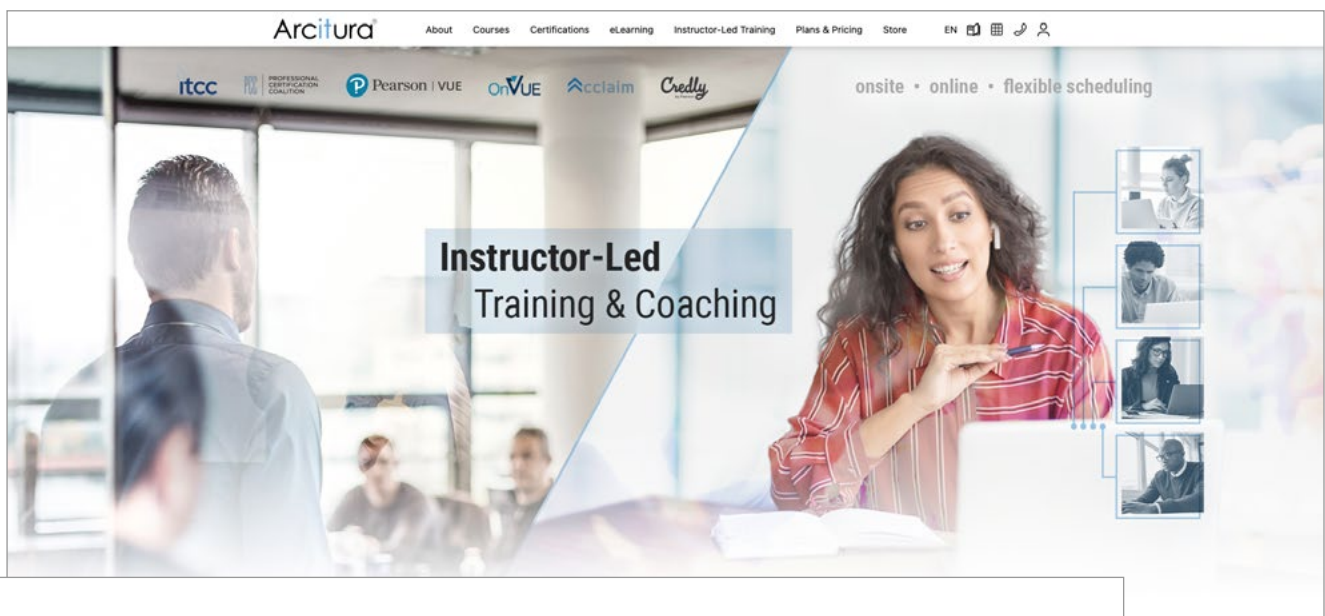 Arcitura®
About Courses Certifications eLearning Instructor-Led Training Plans & Pricing Store EN
itcc PCC PROFESSIONAL CERTIFICATION COALITION Pearson | VUE OnVUE Acclaim Credly
onsite • online • flexible scheduling
Instructor-Led
Training & Coaching